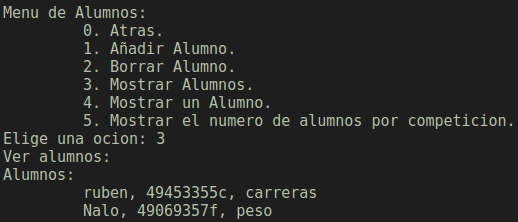 Menu de Alumnos:
0. Atras.
1. Añadir Alumno.
2. Borrar Alumno.
3. Mostrar Alumnos.
4. Mostrar un Alumno.
5. Mostrar el numero de alumnos por competicion.
Elige una ocion: 3
Ver alumnos:
Alumnos:
ruben, 49453355c, carreras
Nalo, 49069357f, peso